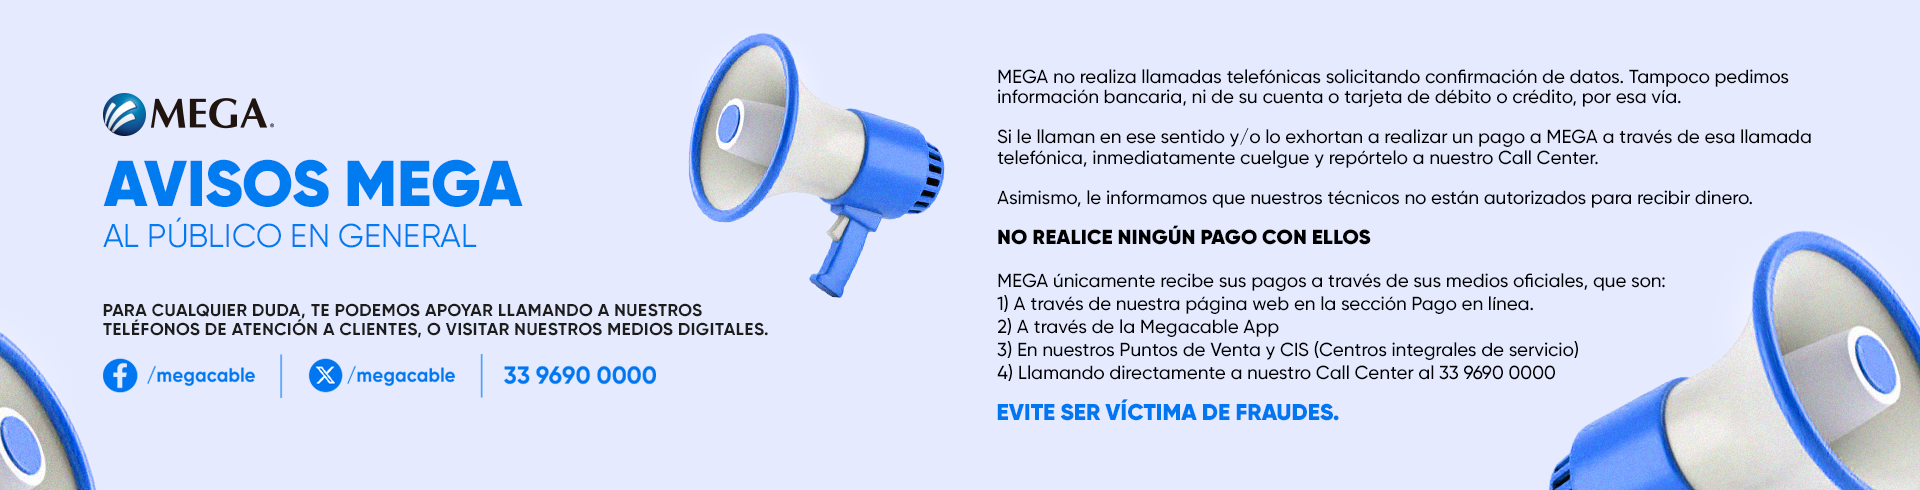 MEGA
AVISOS MEGA
AL PÚBLICO EN GENERAL
PARA CUALQUIER DUDA, TE PODEMOS APOYAR LLAMANDO A NUESTROS
TELÉFONOS DE ATENCIÓN A CLIENTES, O VISITAR NUESTROS MEDIOS DIGITALES.
/megacable
/megacable
33 9690 0000
MEGA no realiza llamadas telefónicas solicitando confirmación de datos. Tampoco pedimos
información bancaria, ni de su cuenta o tarjeta de débito o crédito, por esa vía.
Si le llaman en ese sentido y/o lo exhortan a realizar un pago a MEGA a través de esa llamada
telefónica, inmediatamente cuelgue y repórtelo a nuestro Call Center.
Asimismo, le informamos que nuestros técnicos no están autorizados para recibir dinero.
NO REALICE NINGÚN PAGO CON ELLOS
MEGA únicamente recibe sus pagos a través de sus medios oficiales, que son:
1) A través de nuestra página web en la sección Pago en línea.
2) A través de la Megacable App
3) En nuestros Puntos de Venta y CIS (Centros integrales de servicio)
4) Llamando directamente a nuestro Call Center al 33 9690 0000
EVITE SER VÍCTIMA DE FRAUDES.